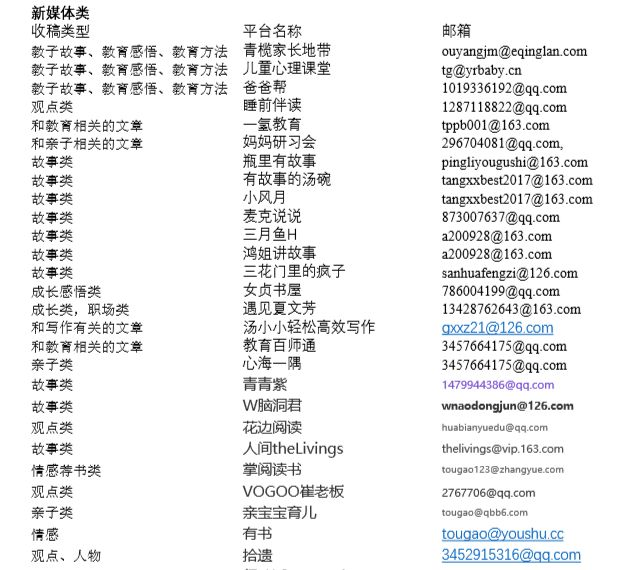 新媒体类
收稿类型 平台名称 邮箱
教子故事、教育感悟、教育方法 青榄家长地带 ouyangjm@eqinglan.com
教子故事、教育感悟、教育方法 儿童心理课堂 tg@yrbaby.cn
教子故事、教育感悟、教育方法 爸爸帮 1019336192@qq.com
观点类 睡前伴读 1287118822@qq.com
和教育相关的文章 一氩教育 tppb001@163.com
和亲子相关的文章 妈妈研习会 296704081@qq.com,
故事类 瓶里有故事 pingliyougushi@163.com
故事类 有故事的汤碗 tangxxbest2017@163.com
故事类 小风月 tangxxbest2017@163.com
故事类 麦克说说 873007637@qq.com
故事类 三月鱼H a200928@163.com
故事类 鸿姐讲故事 a200928@163.com
故事类 三花门里的疯子 sanhuafengzi@126.com
成长感悟类 女贞书屋 786004199@qq.com
成长类，职场类 遇见夏文芳 13428762643@163.com
和写作有关的文章 汤小小轻松高效写作 gxxz21@126.com
和教育相关的文章 教育百师通 3457664175@qq.com
亲子类 心海一隅 3457664175@qq.com
故事类 青青紫 1479944386@qq.com
故事类 W脑洞君 wnaodongjun@126.com
观点类 花边阅读 huabianyuedu@qq.com
故事类 人间theLivings thelivings@vip.163.com
情感荐书类 掌阅读书 tougao123@zhangyue.com
观点类 VOGOO崔老板 2767706@qq.com
亲子类 亲宝宝育儿 tougao@qbb6.com
情感 有书 tougao@youshu.cc
观点、人物 拾遗 3452915316@qq.com